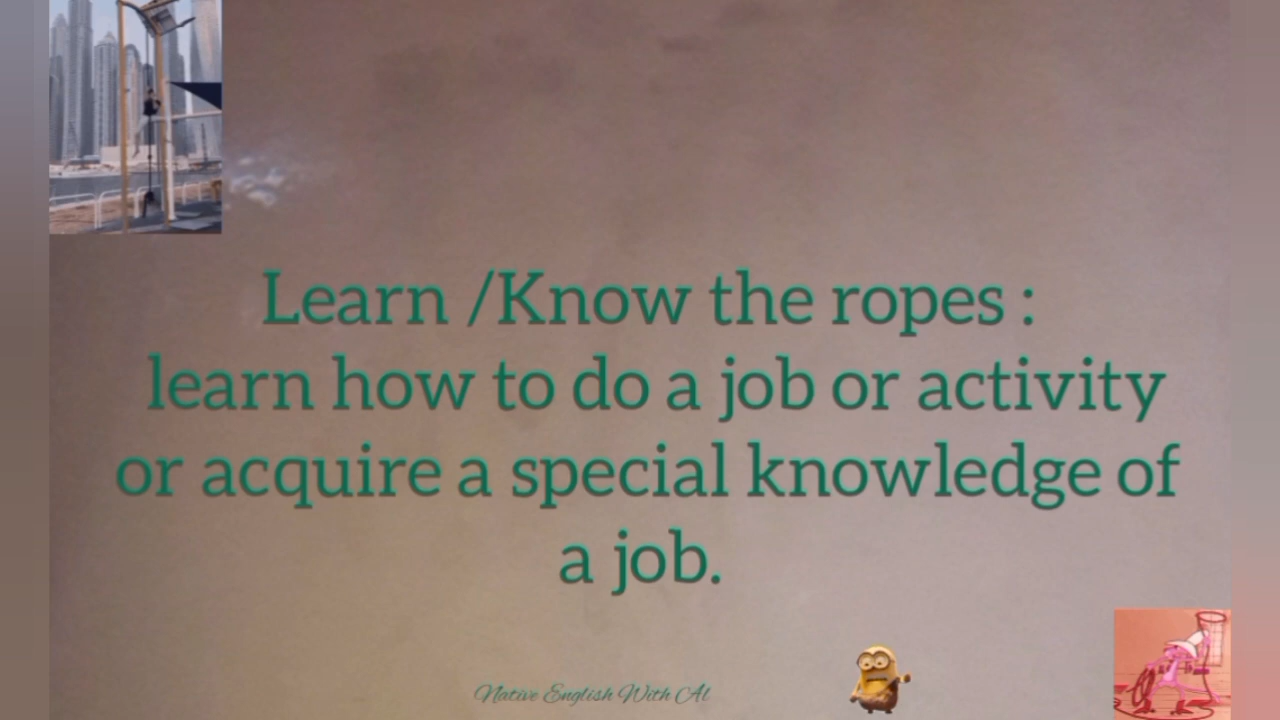 Learn /Know the ropes :
learn how to do a job or activity
or acquire a special knowledge of
a job.
Native English With Al